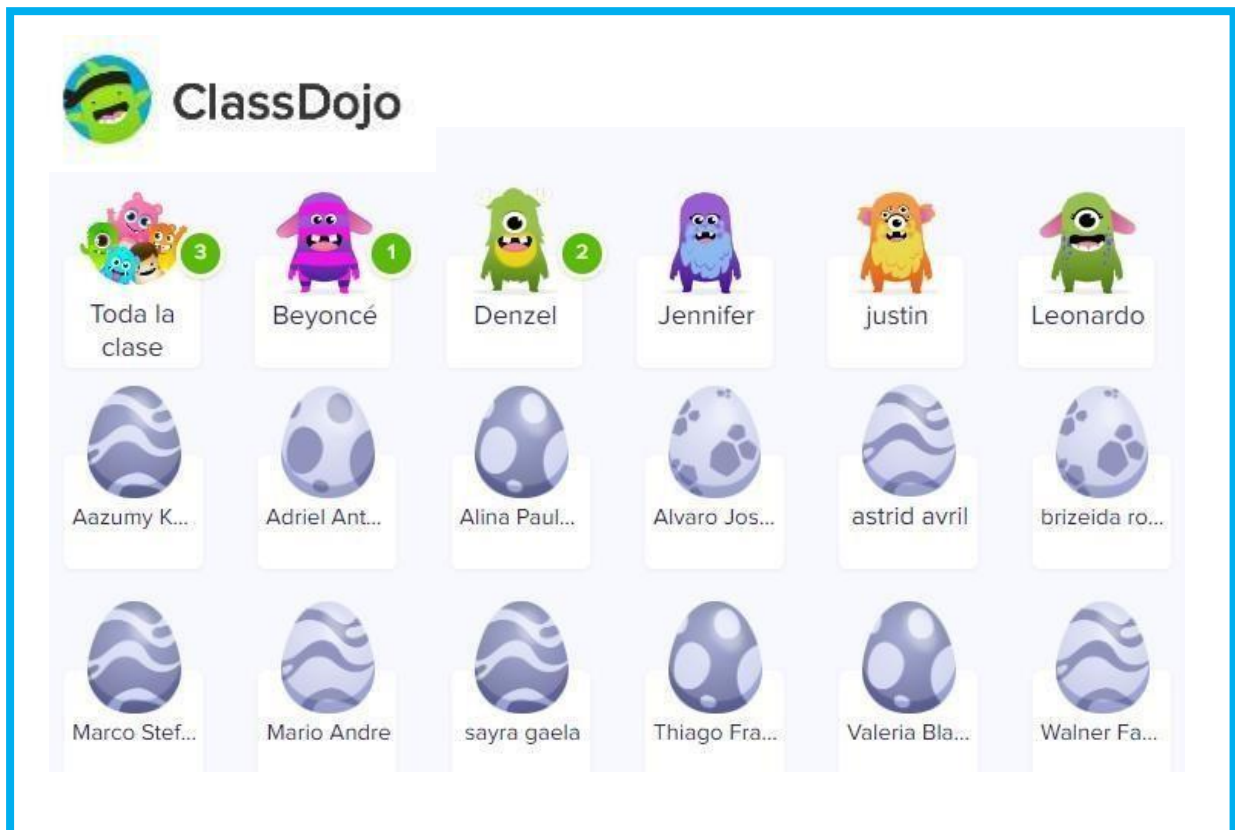 ClassDojo
3 1 2
Toda la
clase
Beyoncé Denzel Jennifer justin Leonardo
Aazumy K... Adriel Ant... Alina Paul... Alvaro Jos... astrid avril brizeida ro...
Marco Stef... Mario Andre sayra gaela Thiago Fra... Valeria Bla... Walner Fa...